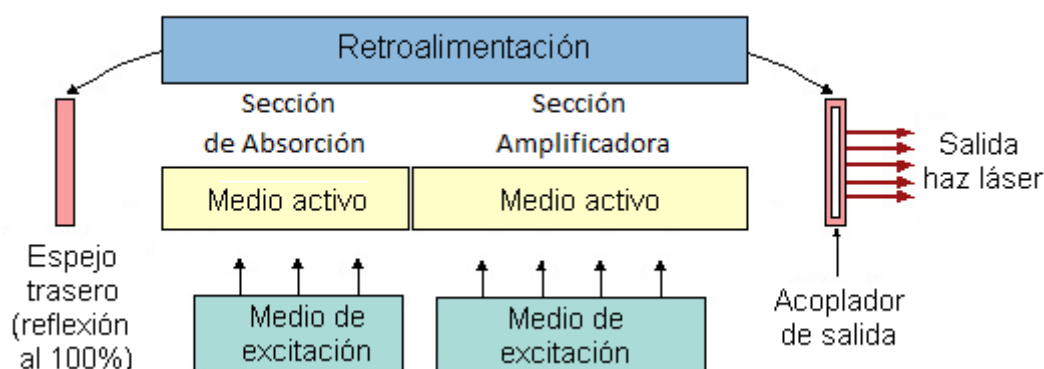 Retroalimentación
Sección
de Absorción
Sección
Amplificadora
Medio activo
Medio activo
Salida
haz láser
Espejo
trasero
(reflexión
al 100%)
Medio de
excitación
Medio de
excitación
Acoplador
de salida